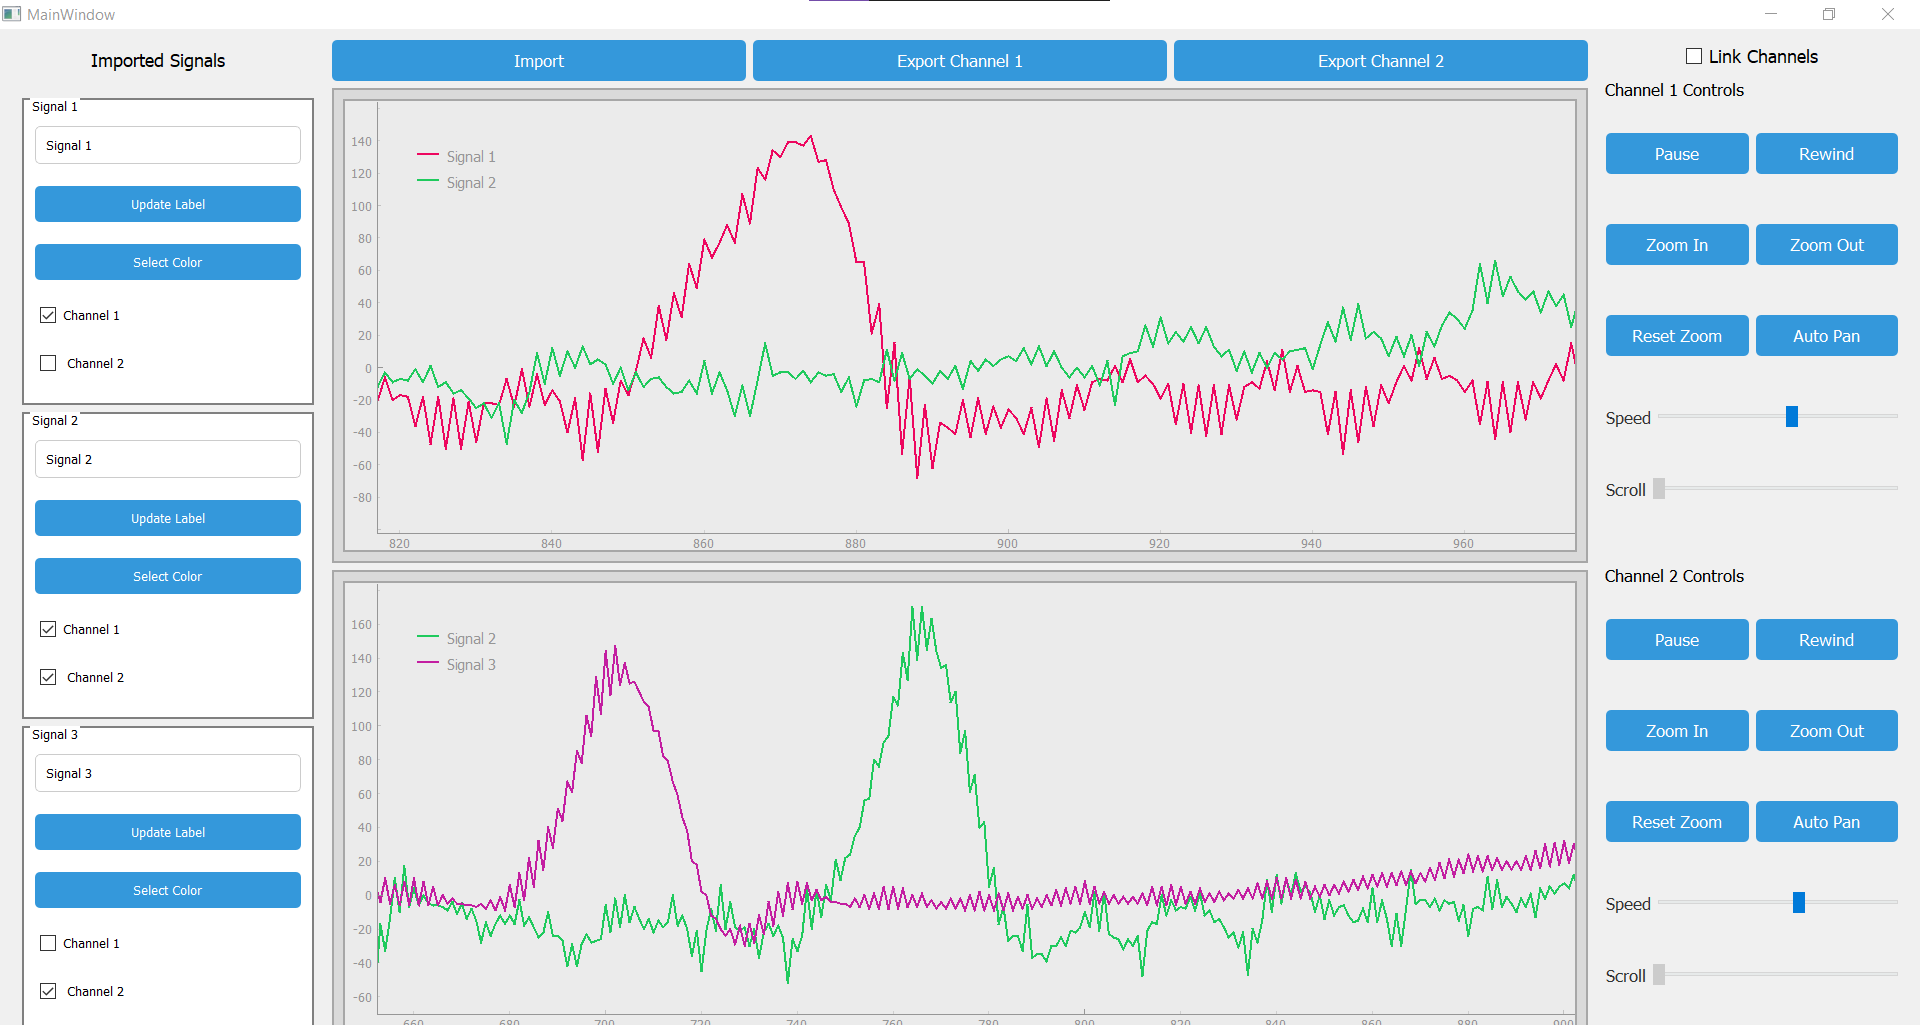 MainWindow
Imported Signals
Import
Export Channel 1
Export Channel 2
Link Channels
Signal 1
Signal 1
Update Label
Select Color
Channel 1
Channel 2
Signal 2
Signal 2
Update Label
Select Color
Channel 1
Channel 2
Signal 3
Signal 3
Update Label
Select Color
Channel 1
Channel 2
140
120
100
80
60
40
20
0
-20
-40
-60
-80
Signal 1
Signal 2
820 840 860 880 900 920 940 960
160
140
120
100
80
60
40
20
0
-20
-40
-60
Signal 2
Signal 3
660 680 700 720 740 760 780 800 820 840 860 880 900
Channel 1 Controls
Pause Rewind
Zoom In Zoom Out
Reset Zoom Auto Pan
Speed
Scroll
Channel 2 Controls
Pause Rewind
Zoom In Zoom Out
Reset Zoom Auto Pan
Speed
Scroll